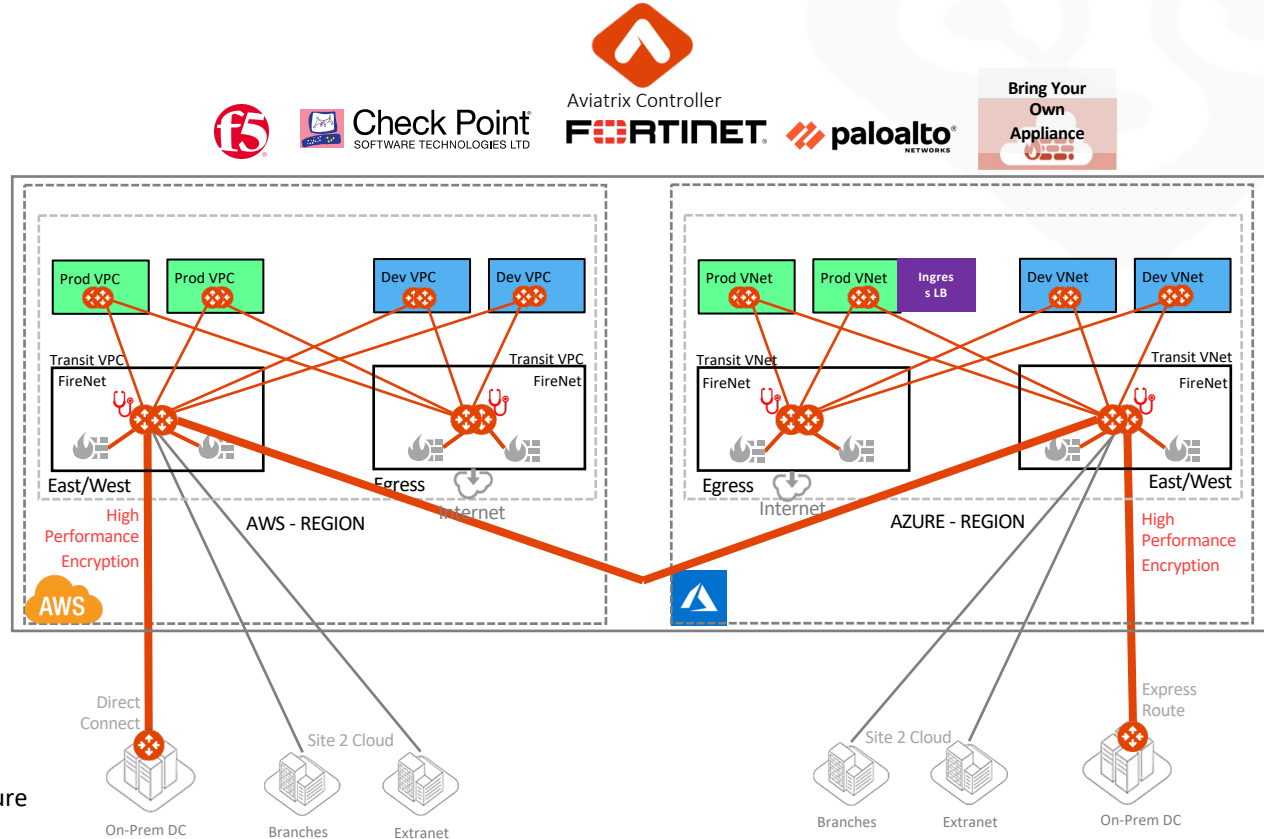 Aviatrix Controller
f5
Check Point
SOFTWARE TECHNOLOGIES LTD
FORTINET
paloalto
NETWORKS
Bring Your
Own
Appliance
Prod VPC
Prod VPC
Dev VPC
Dev VPC
Prod VNet
Prod VNet
Ingres
s LB
Dev VNet
Dev VNet
Transit VPC
FireNet
Transit VPC
FireNet
Transit VNet
FireNet
Transit VNet
FireNet
East/West
Egress
Internet
Egress
Internet
East/West
High
Performance
Encryption
AWS - REGION
AZURE - REGION
High
Performance
Encryption
AWS
Direct
Connect
Site 2 Cloud
Site 2 Cloud
Express
Route
ure
On-Prem DC
Branches
Extranet
Branches
Extranet
On-Prem DC